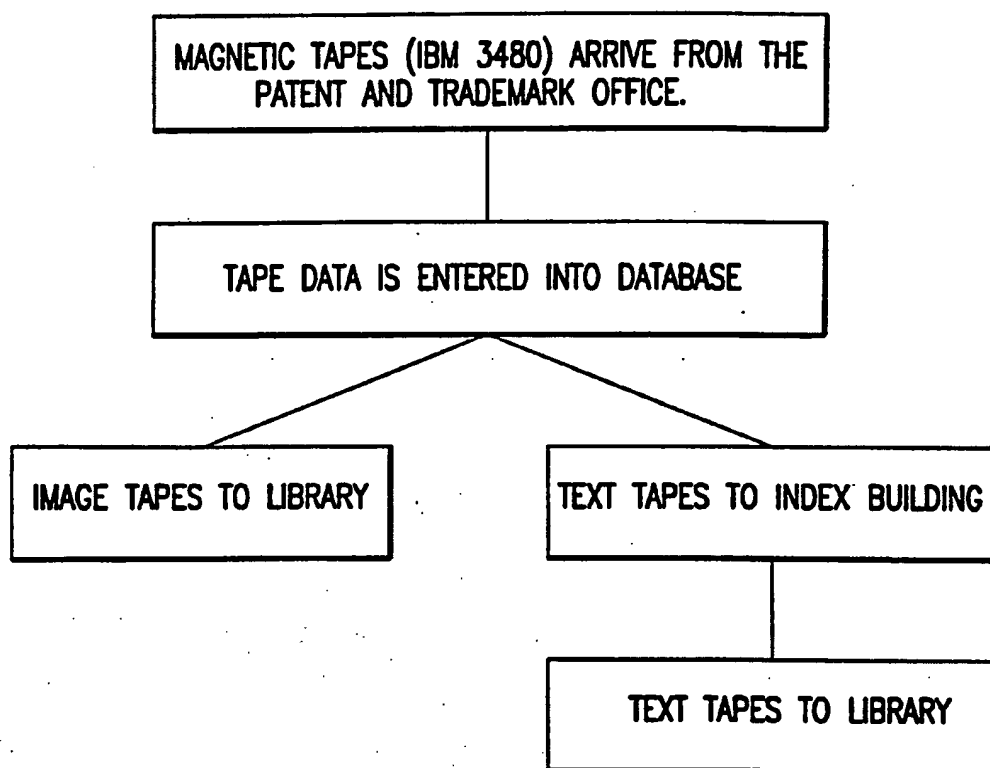 MAGNETIC TAPES (IBM 3480) ARRIVE FROM THE
PATENT AND TRADEMARK OFFICE.
TAPE DATA IS ENTERED INTO DATABASE
IMAGE TAPES TO LIBRARY
TEXT TAPES TO INDEX BUILDING
TEXT TAPES TO LIBRARY